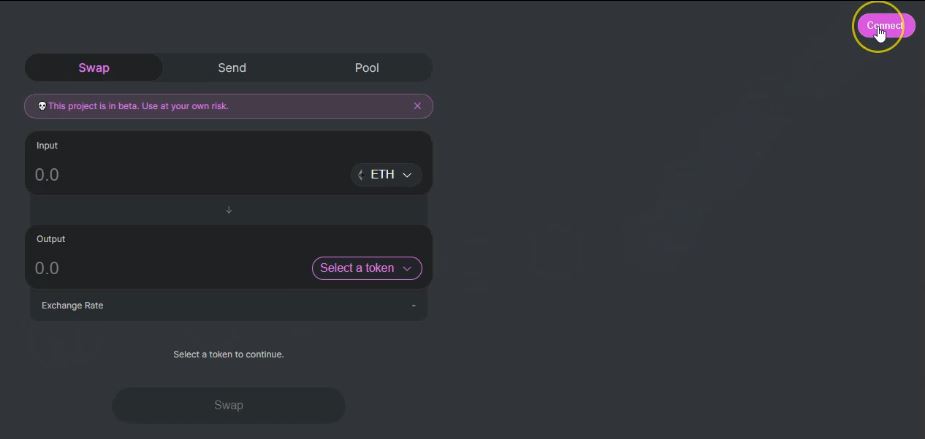 Connect
Swap Send Pool
💀This project is in beta. Use at your own risk. ×
Input
0.0 ETH
Output
0.0 Select a token
Exchange Rate -
Select a token to continue.
Swap